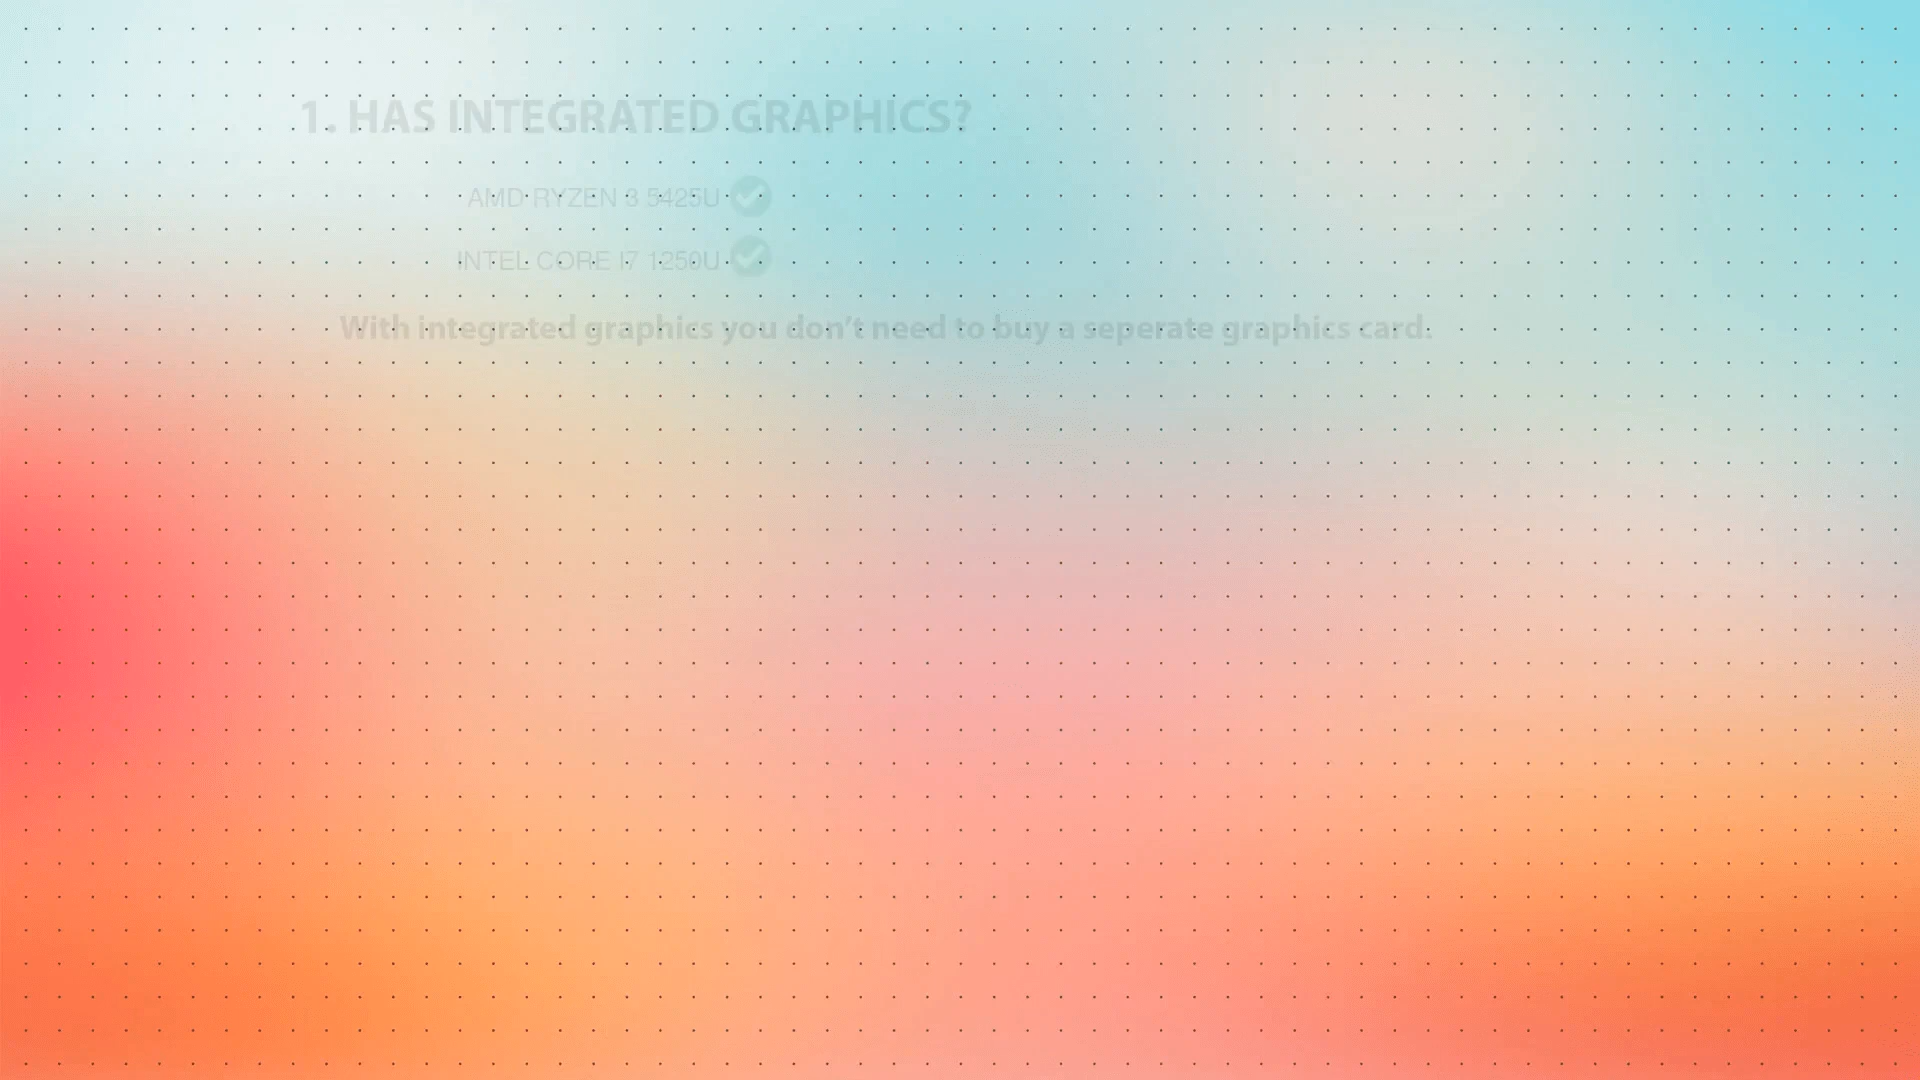 1. HAS INTEGRATED GRAPHICS?
AMD RYZEN 3 5425U
INTEL CORE I7 1250U
With integrated graphics you don't need to buy a seperate graphics card.